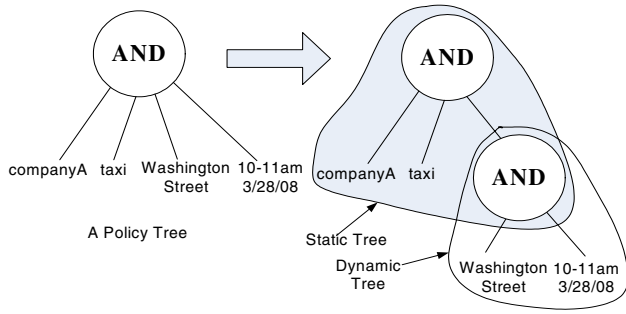 AND
companyA
taxi
Washington
Street
10-11am
3/28/08
A Policy Tree
AND
companyA
taxi
AND
Static Tree
Dynamic
Tree
Washington
Street
10-11am
3/28/08